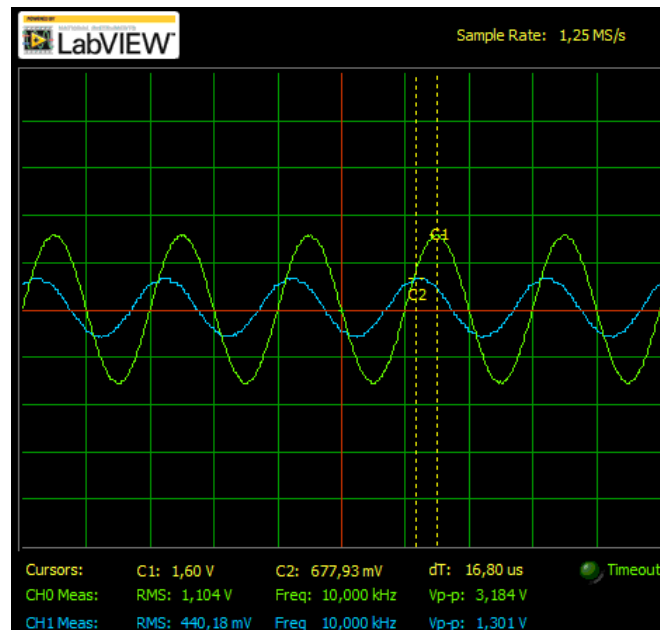 POWERED BY
NATIONAL INSTRUMENTS
LabVIEW™
Sample Rate: 1,25 MS/s
C1
C2
Cursors: C1: 1,60 V C2: 677,93 mV dT: 16,80 us Timeout
CH0 Meas: RMS: 1,104 V Freq: 10,000 kHz Vp-p: 3,184 V
CH1 Meas: RMS: 440,18 mV Freq 10,000 kHz Vp-p: 1,301 V